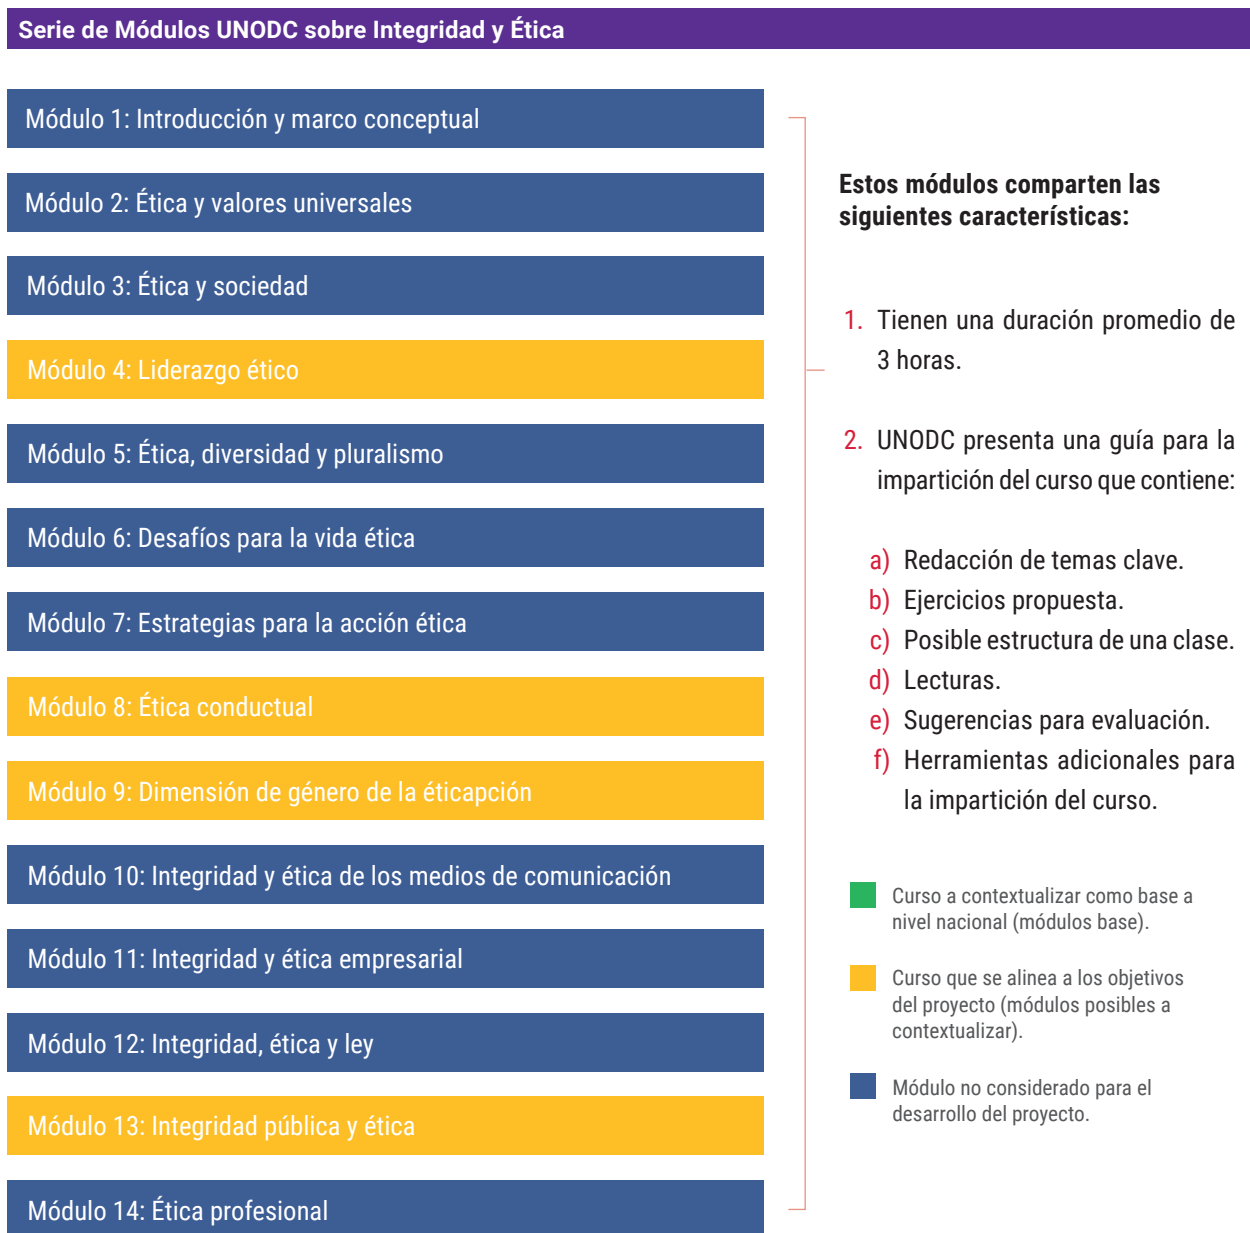 Serie de Módulos UNODC sobre Integridad y Ética
Módulo 1: Introducción y marco conceptual
Módulo 2: Ética y valores universales
Módulo 3: Ética y sociedad
Módulo 4: Liderazgo ético
Módulo 5: Ética, diversidad y pluralismo
Módulo 6: Desafíos para la vida ética
Módulo 7: Estrategias para la acción ética
Módulo 8: Ética conductual
Módulo 9: Dimensión de género de la éticapción
Módulo 10: Integridad y ética de los medios de comunicación
Módulo 11: Integridad y ética empresarial
Módulo 12: Integridad, ética y ley
Módulo 13: Integridad pública y ética
Módulo 14: Ética profesional
Estos módulos comparten las
siguientes características:
1. Tienen una duración promedio de
3 horas.
2. UNODC presenta una guía para la
impartición del curso que contiene:
a) Redacción de temas clave.
b) Ejercicios propuesta.
c) Posible estructura de una clase.
d) Lecturas.
e) Sugerencias para evaluación.
f) Herramientas adicionales para
la impartición del curso.
Curso a contextualizar como base a
nivel nacional (módulos base).
Curso que se alinea a los objetivos
del proyecto (módulos posibles a
contextualizar).
Módulo no considerado para el
desarrollo del proyecto.